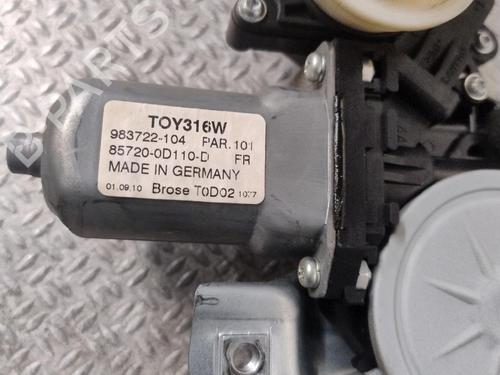 TOY316W
983722-104 PAR.101
85720-0D110-D FR
MADE IN GERMANY
01.09.10 Brose T0D02 1077